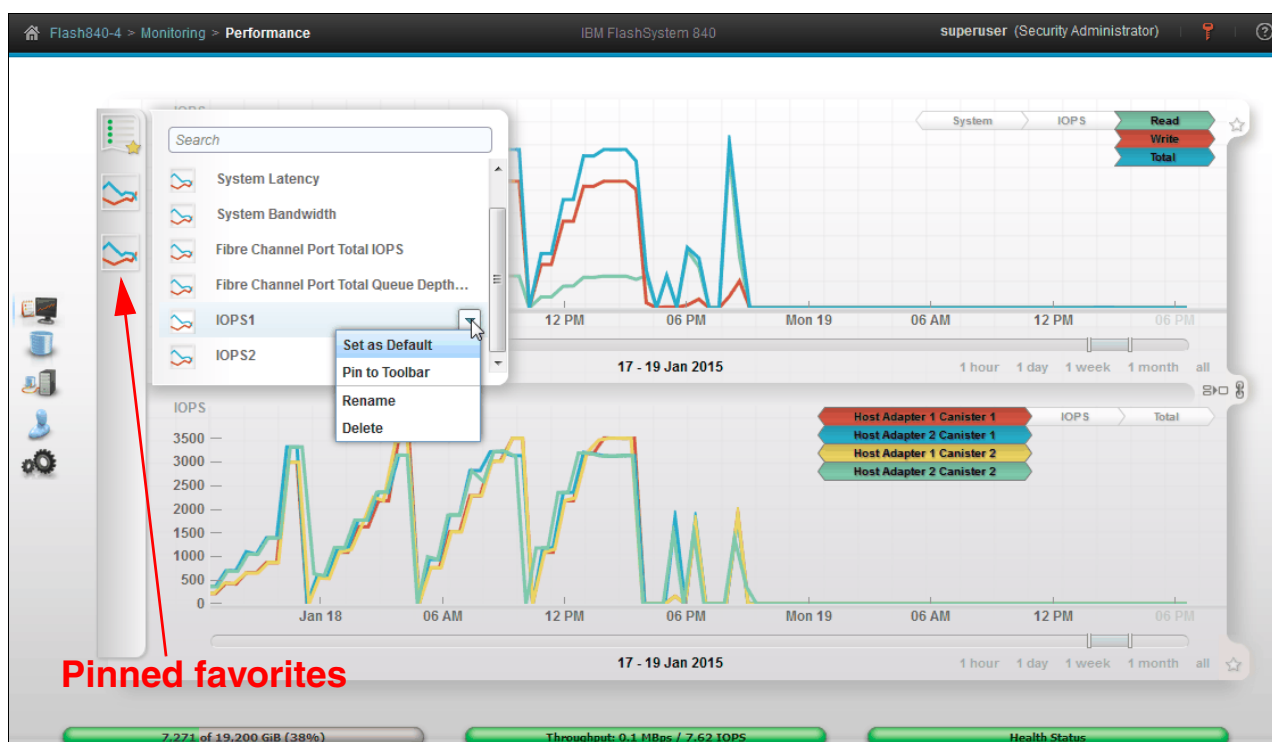 Flash840-4 > Monitoring > Performance
IBM FlashSystem 840
superuser (Security Administrator)
IOPS
Search
System Latency
System Bandwidth
Fibre Channel Port Total IOPS
Fibre Channel Port Total Queue Depth...
IOPS1
IOPS2
Set as Default
Pin to Toolbar
Rename
Delete
System IOPS Read
Write
Total
12 PM 06 PM Mon 19 06 AM 12 PM 06 PM
17 - 19 Jan 2015
1 hour 1 day 1 week 1 month all
IOPS
3500
3000
2500
2000
1500
1000
500
0
Host Adapter 1 Canister 1 IOPS Total
Host Adapter 2 Canister 1
Host Adapter 1 Canister 2
Host Adapter 2 Canister 2
Jan 18 06 AM 12 PM 06 PM Mon 19 06 AM 12 PM 06 PM
17 - 19 Jan 2015
1 hour 1 day 1 week 1 month all
Pinned favorites
7,271 of 19,200 GiB (38%)
Throughput: 0.1 MBps / 7.62 IOPS
Health Status